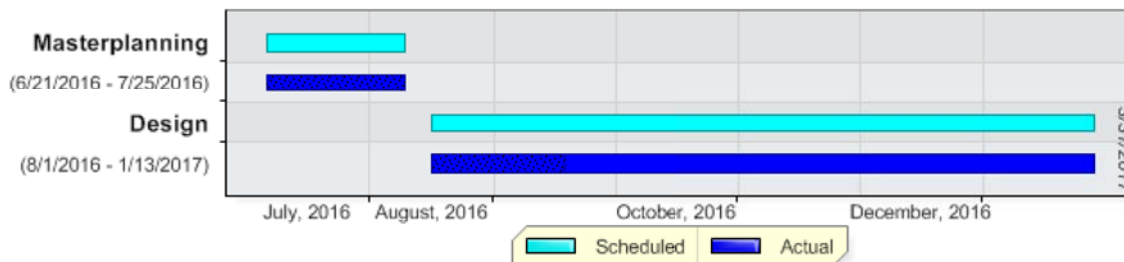 Masterplanning
(6/21/2016 - 7/25/2016)
Design
(8/1/2016 - 1/13/2017)
July, 2016
August, 2016
October, 2016
December, 2016
Scheduled
Actual